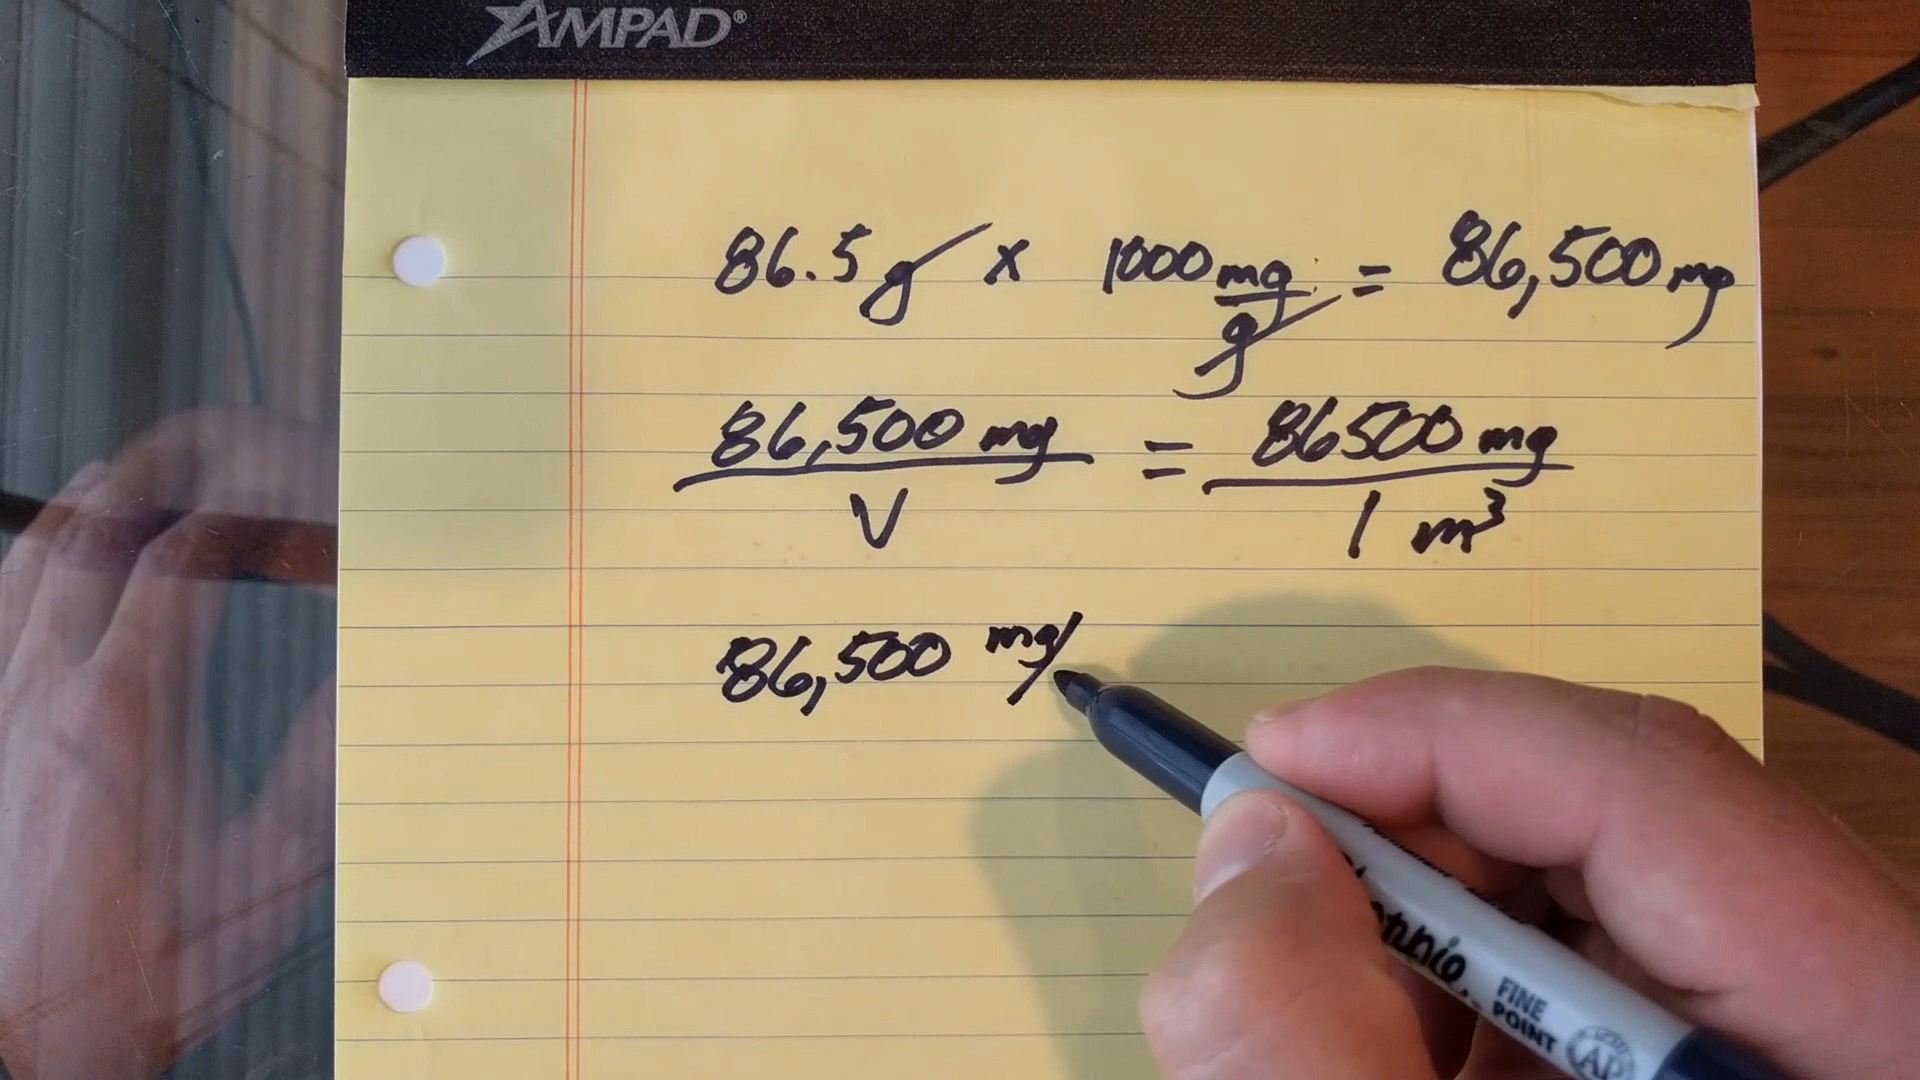 AMPAD®
86.5 g x 1000 mg/g = 86,500 mg
86,500 mg / V = 86500 mg / 1 m³
86,500 mg/
FINE
POINT
AP